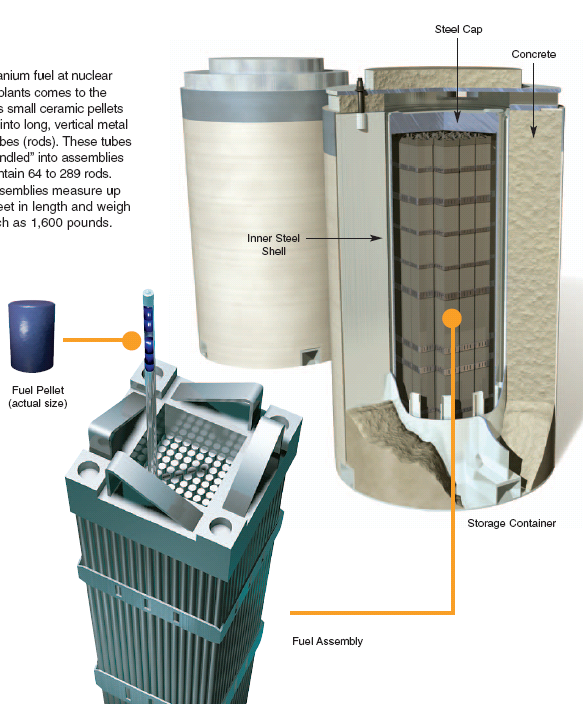 Steel Cap
Concrete
anium fuel at nuclear
plants comes to the
s small ceramic pellets
into long, vertical metal
bes (rods). These tubes
ndled” into assemblies
ntain 64 to 289 rods.
semblies measure up
eet in length and weigh
ch as 1,600 pounds.
Inner Steel
Shell
Fuel Pellet
(actual size)
Storage Container
Fuel Assembly